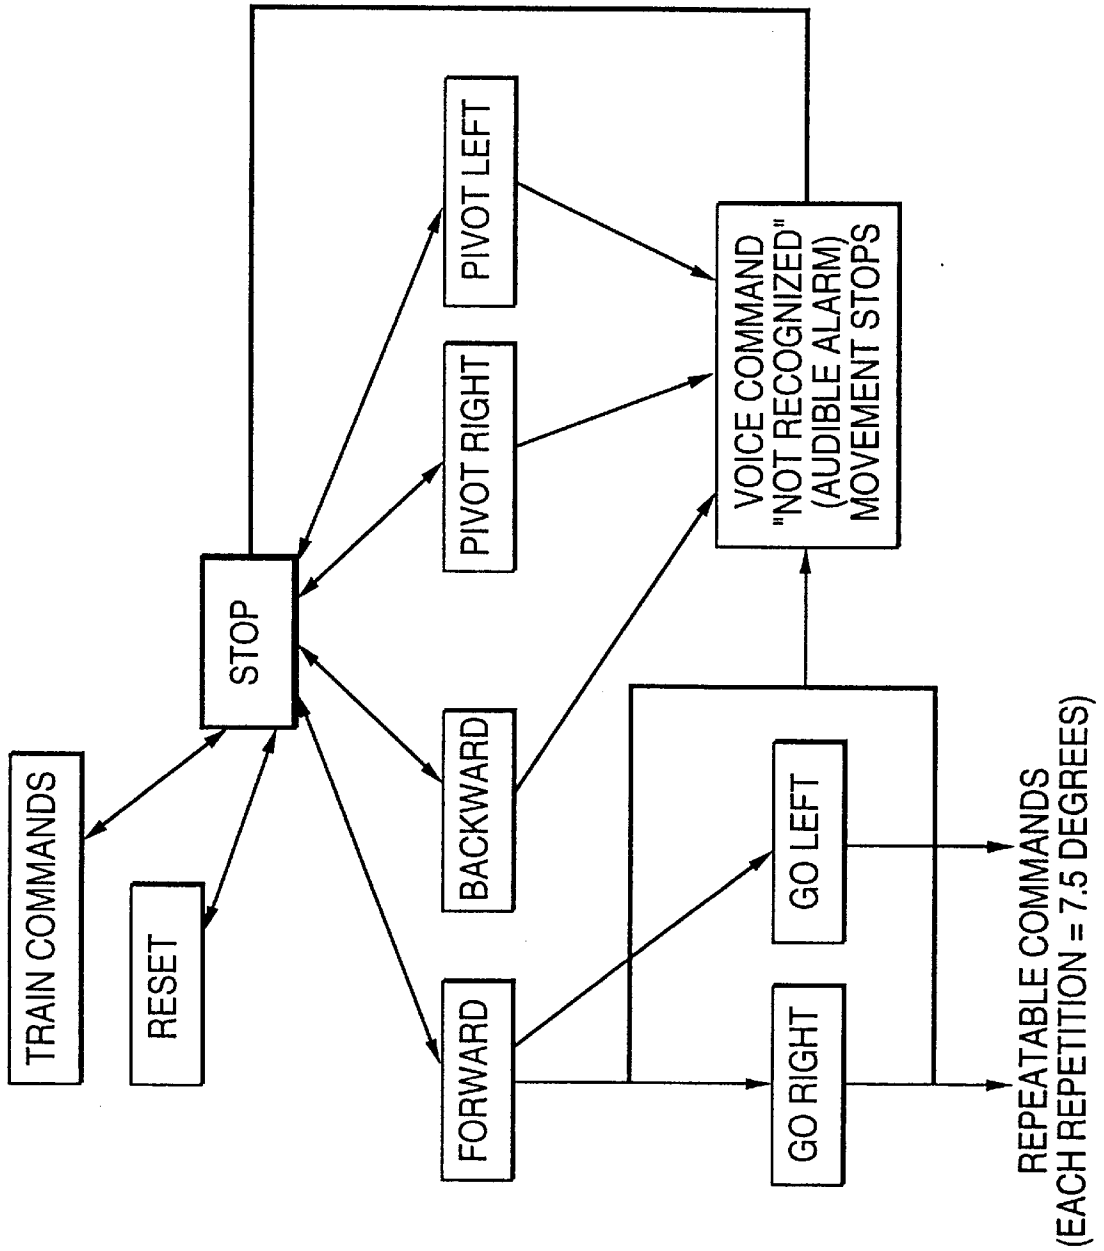 TRAIN COMMANDS
RESET
STOP
FORWARD
BACKWARD
PIVOT RIGHT
PIVOT LEFT
GO RIGHT
GO LEFT
VOICE COMMAND
"NOT RECOGNIZED"
(AUDIBLE ALARM)
MOVEMENT STOPS
REPEATABLE COMMANDS
(EACH REPETITION = 7.5 DEGREES)